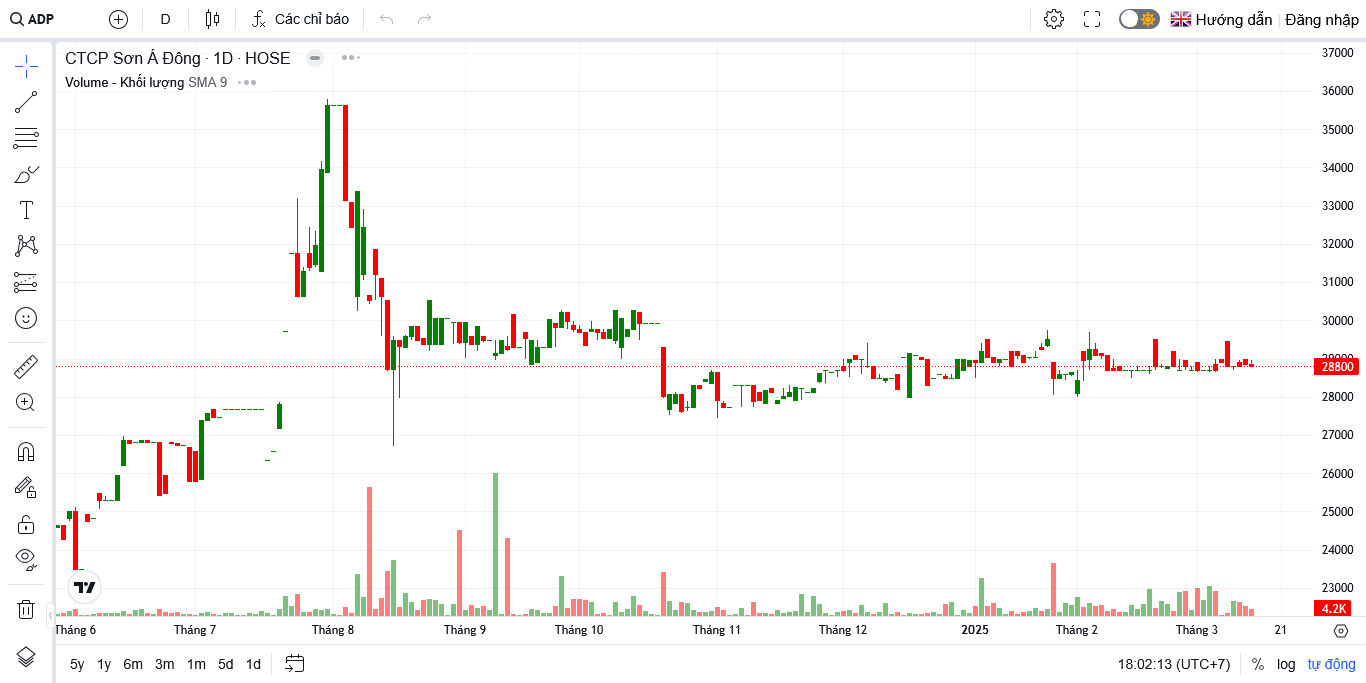 ADP D Các chỉ báo Hướng dẫn Đăng nhập
CTCP Sơn Á Đông · 1D · HOSE
Volume - Khối lượng SMA 9
37000
36000
35000
34000
33000
32000
31000
30000
29000
28800
28000
27000
26000
25000
24000
23000
4.2K
Tháng 6 Tháng 7 Tháng 8 Tháng 9 Tháng 10 Tháng 11 Tháng 12 2025 Tháng 2 Tháng 3 21
5y 1y 6m 3m 1m 5d 1d 18:02:13 (UTC+7) % log tự động